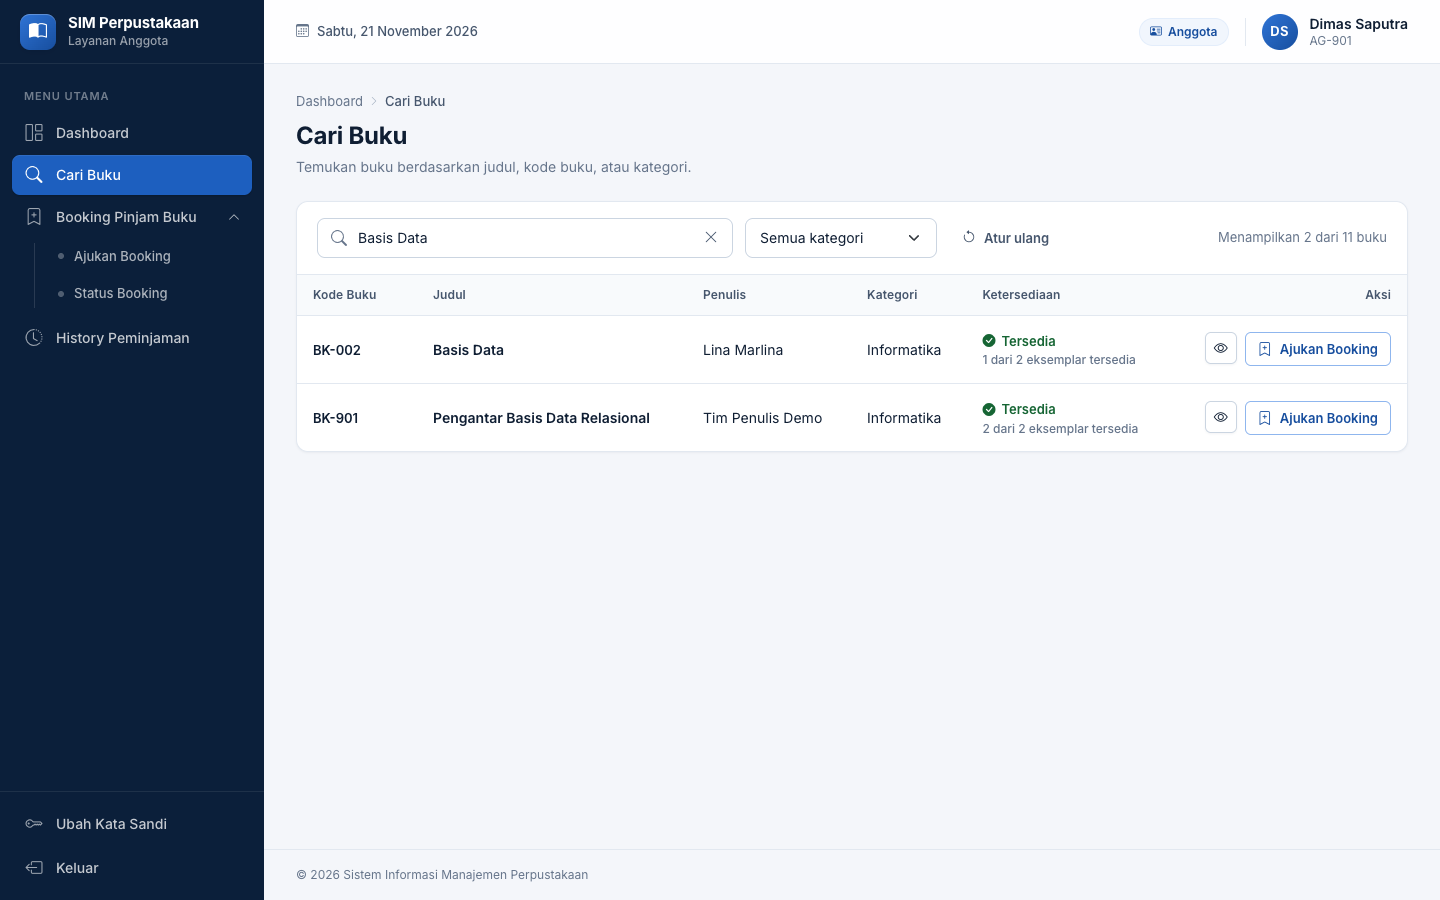 SIM Perpustakaan
Layanan Anggota
MENU UTAMA
Dashboard
Cari Buku
Booking Pinjam Buku
Ajukan Booking
Status Booking
History Peminjaman
Ubah Kata Sandi
Keluar
Sabtu, 21 November 2026
Anggota
DS
Dimas Saputra
AG-901
Dashboard > Cari Buku
Cari Buku
Temukan buku berdasarkan judul, kode buku, atau kategori.
Basis Data
Semua kategori
Atur ulang
Menampilkan 2 dari 11 buku
Kode Buku Judul Penulis Kategori Ketersediaan Aksi
BK-002 Basis Data Lina Marlina Informatika Tersedia Ajukan Booking
1 dari 2 eksemplar tersedia
BK-901 Pengantar Basis Data Relasional Tim Penulis Demo Informatika Tersedia Ajukan Booking
2 dari 2 eksemplar tersedia
© 2026 Sistem Informasi Manajemen Perpustakaan